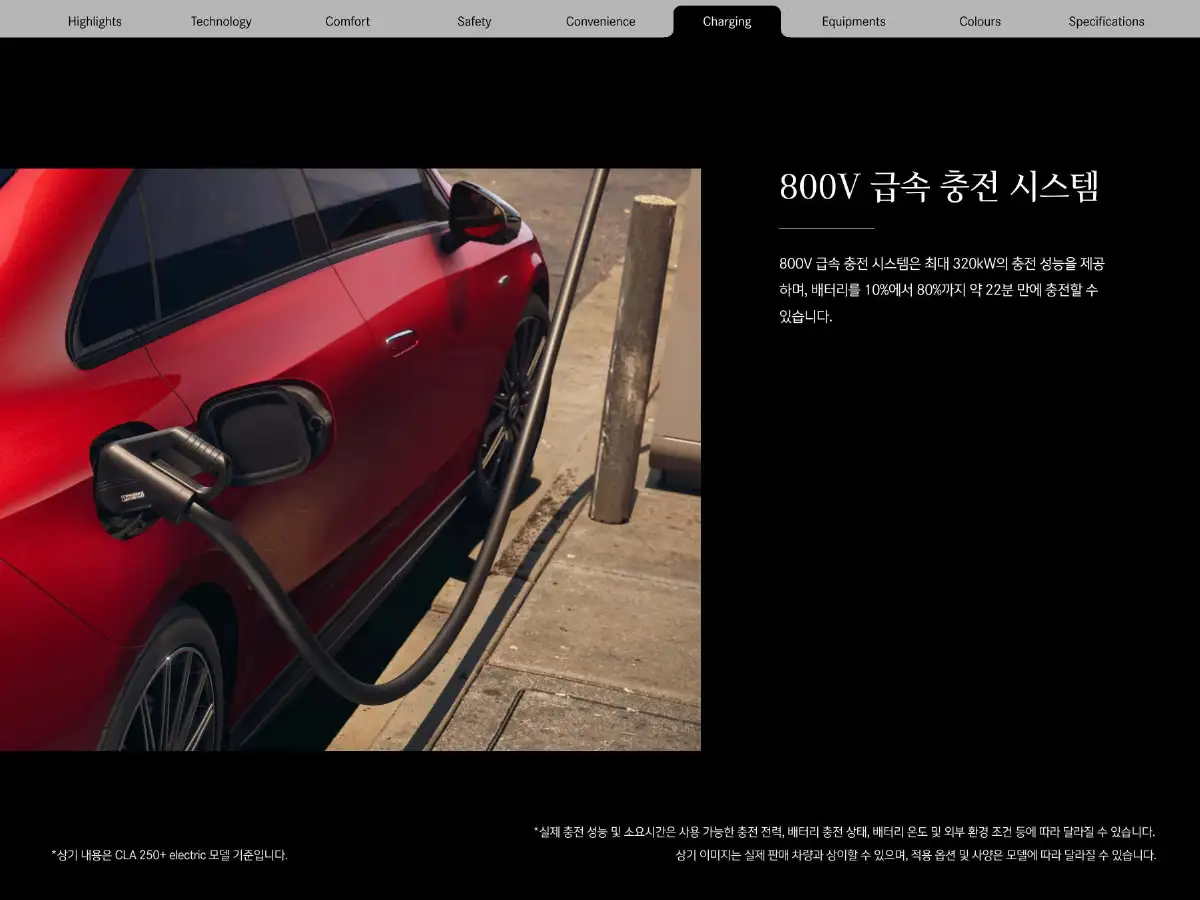 Highlights
Technology
Comfort
Safety
Convenience
Charging
Equipments
Colours
Specifications
800V 급속 충전 시스템
800V 급속 충전 시스템은 최대 320kW의 충전 성능을 제공
하며, 배터리를 10%에서 80%까지 약 22분 만에 충전할 수
있습니다.
*실제 충전 성능 및 소요시간은 사용 가능한 충전 전력, 배터리 충전 상태, 배터리 온도 및 외부 환경 조건 등에 따라 달라질 수 있습니다.
*상기 내용은 CLA 250+ electric 모델 기준입니다.
상기 이미지는 실제 판매 차량과 상이할 수 있으며, 적용 옵션 및 사양은 모델에 따라 달라질 수 있습니다.